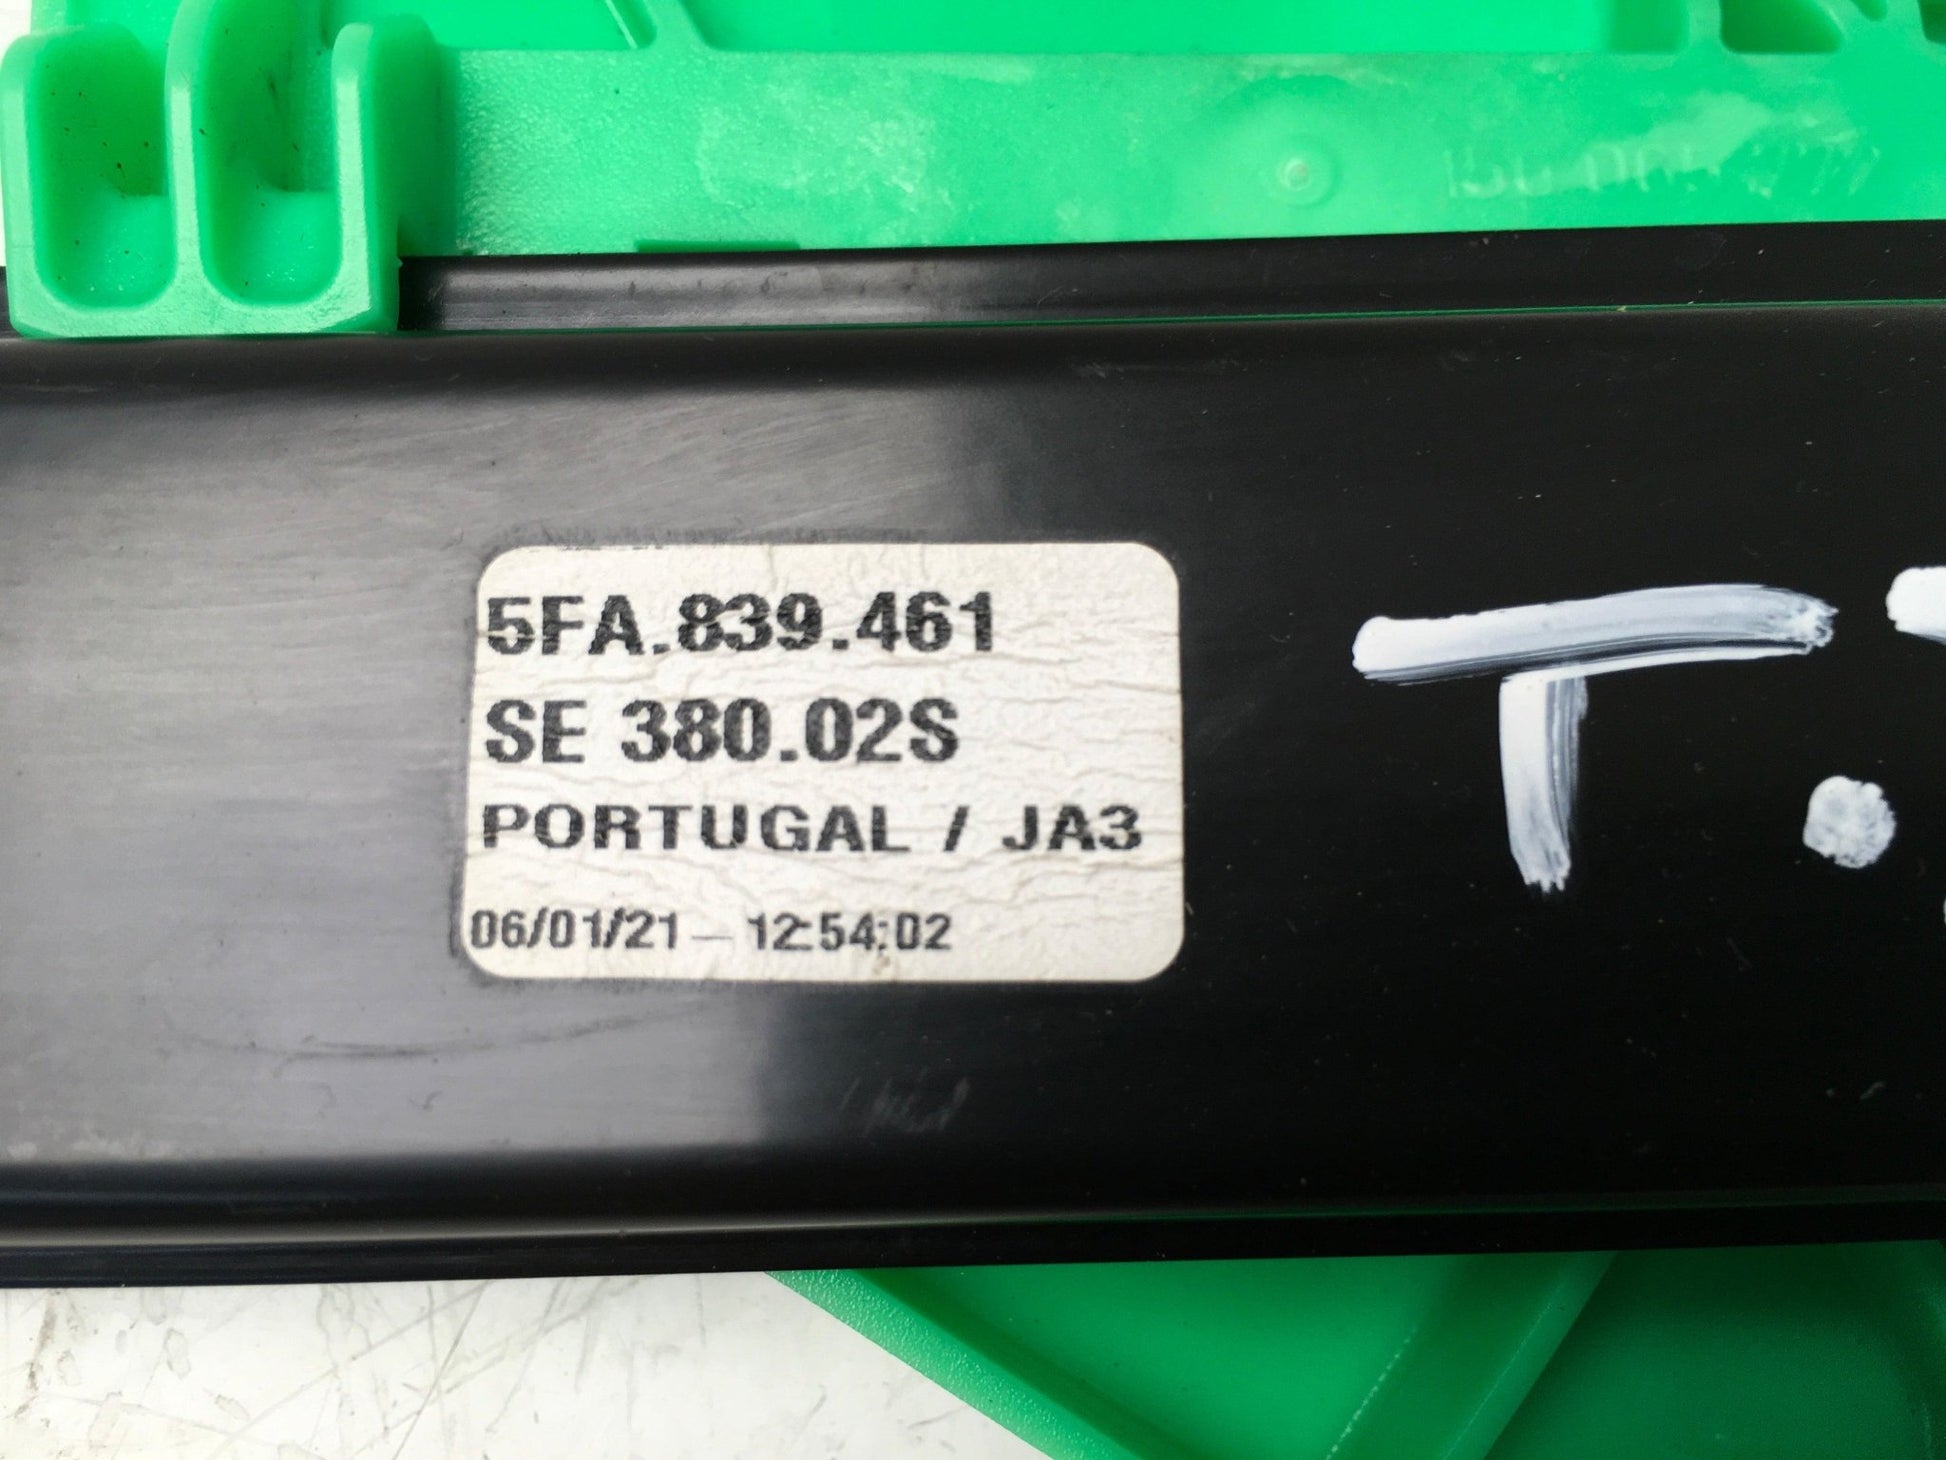 5FA.839.461
SE 380.02S
PORTUGAL / JA3
06/01/21 - 12:54:02
T.